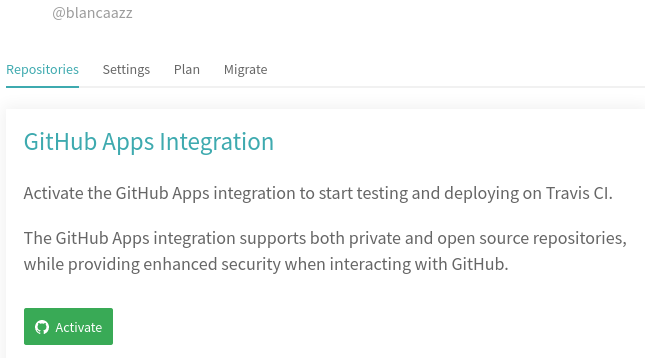 @blancaazz
Repositories Settings Plan Migrate
GitHub Apps Integration
Activate the GitHub Apps integration to start testing and deploying on Travis CI.
The GitHub Apps integration supports both private and open source repositories,
while providing enhanced security when interacting with GitHub.
Activate